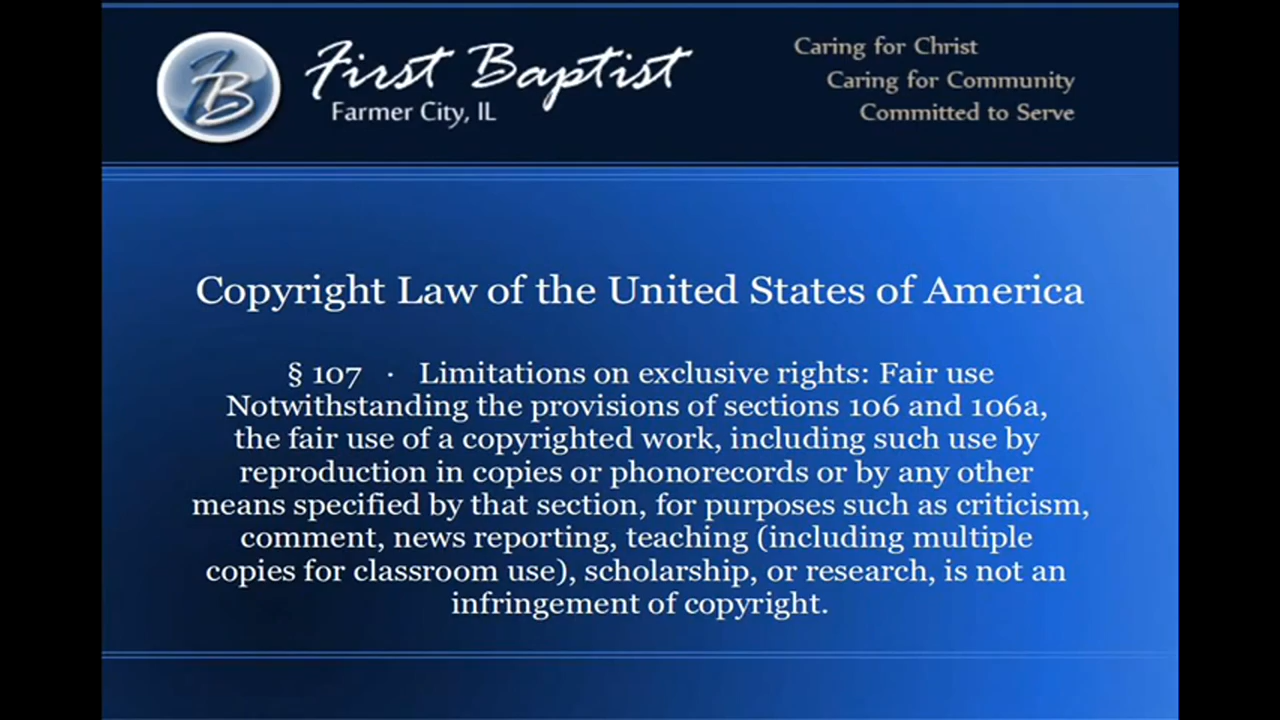 FB
First Baptist
Farmer City, IL
Caring for Christ
Caring for Community
Committed to Serve
Copyright Law of the United States of America
§ 107 · Limitations on exclusive rights: Fair use
Notwithstanding the provisions of sections 106 and 106a,
the fair use of a copyrighted work, including such use by
reproduction in copies or phonorecords or by any other
means specified by that section, for purposes such as criticism,
comment, news reporting, teaching (including multiple
copies for classroom use), scholarship, or research, is not an
infringement of copyright.